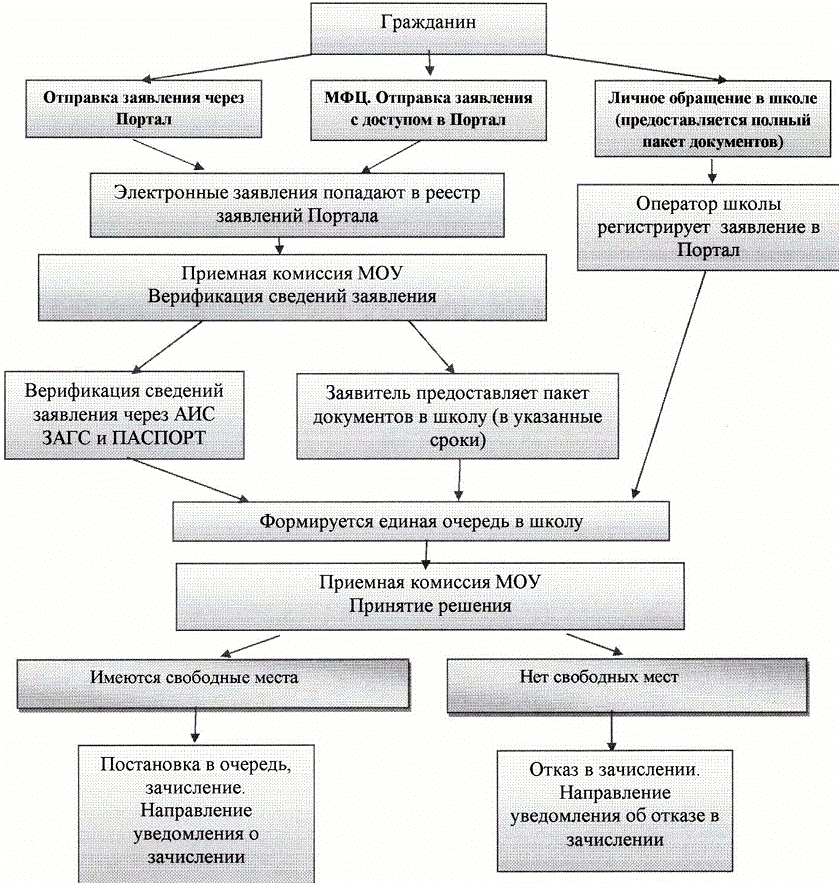 Гражданин
Отправка заявления через
Портал
МФЦ. Отправка заявления
с доступом в Портал
Личное обращение в школе
(предоставляется полный
пакет документов)
Электронные заявления попадают в реестр
заявлений Портала
Оператор школы
регистрирует заявление в
Портал
Приемная комиссия МОУ
Верификация сведений заявления
Верификация сведений
заявления через АИС
ЗАГС и ПАСПОРТ
Заявитель предоставляет пакет
документов в школу (в указанные
сроки)
Формируется единая очередь в школу
Приемная комиссия МОУ
Принятие решения
Имеются свободные места
Нет свободных мест
Постановка в очередь,
зачисление.
Направление
уведомления о
зачислении
Отказ в зачислении.
Направление
уведомления об отказе в
зачислении